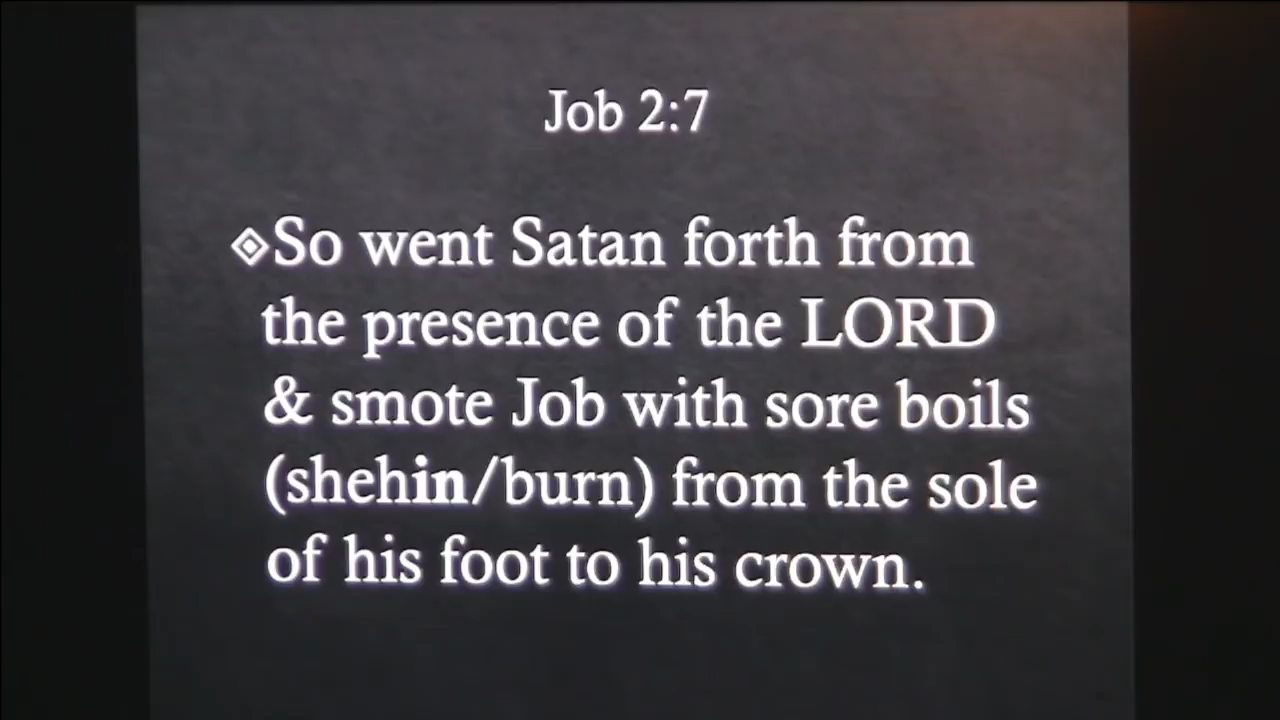 Job 2:7
So went Satan forth from
the presence of the LORD
& smote Job with sore boils
(shehin/burn) from the sole
of his foot to his crown.